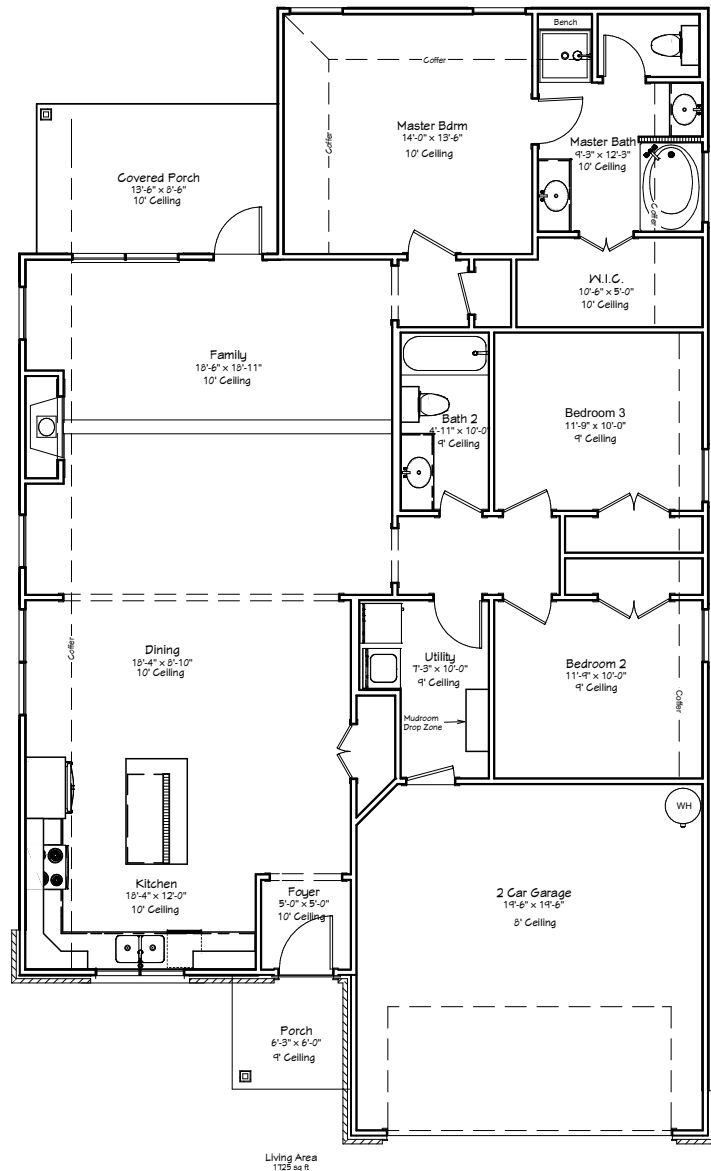 Bench
Coffer
Master Bdrm
14'-0" x 13'-6"
10' Ceiling
Coffer
Master Bath
9'-3" x 12'-3"
10' Ceiling
Coffer
Covered Porch
13'-6" x 8'-6"
10' Ceiling
W.I.C.
10'-6" x 5'-0"
10' Ceiling
Family
18'-6" x 18'-11"
10' Ceiling
Bath 2
4'-11" x 10'-0"
9' Ceiling
Bedroom 3
11'-9" x 10'-0"
9' Ceiling
Dining
18'-4" x 8'-10"
10' Ceiling
Coffer
Utility
7'-3" x 10'-0"
9' Ceiling
Mudroom
Drop Zone
Bedroom 2
11'-9" x 10'-0"
9' Ceiling
Coffer
WH
Kitchen
18'-4" x 12'-0"
10' Ceiling
Foyer
5'-0" x 5'-0"
10' Ceiling
2 Car Garage
19'-6" x 19'-6"
8' Ceiling
Porch
6'-3" x 6'-0"
9' Ceiling
Living Area
1725 sq ft